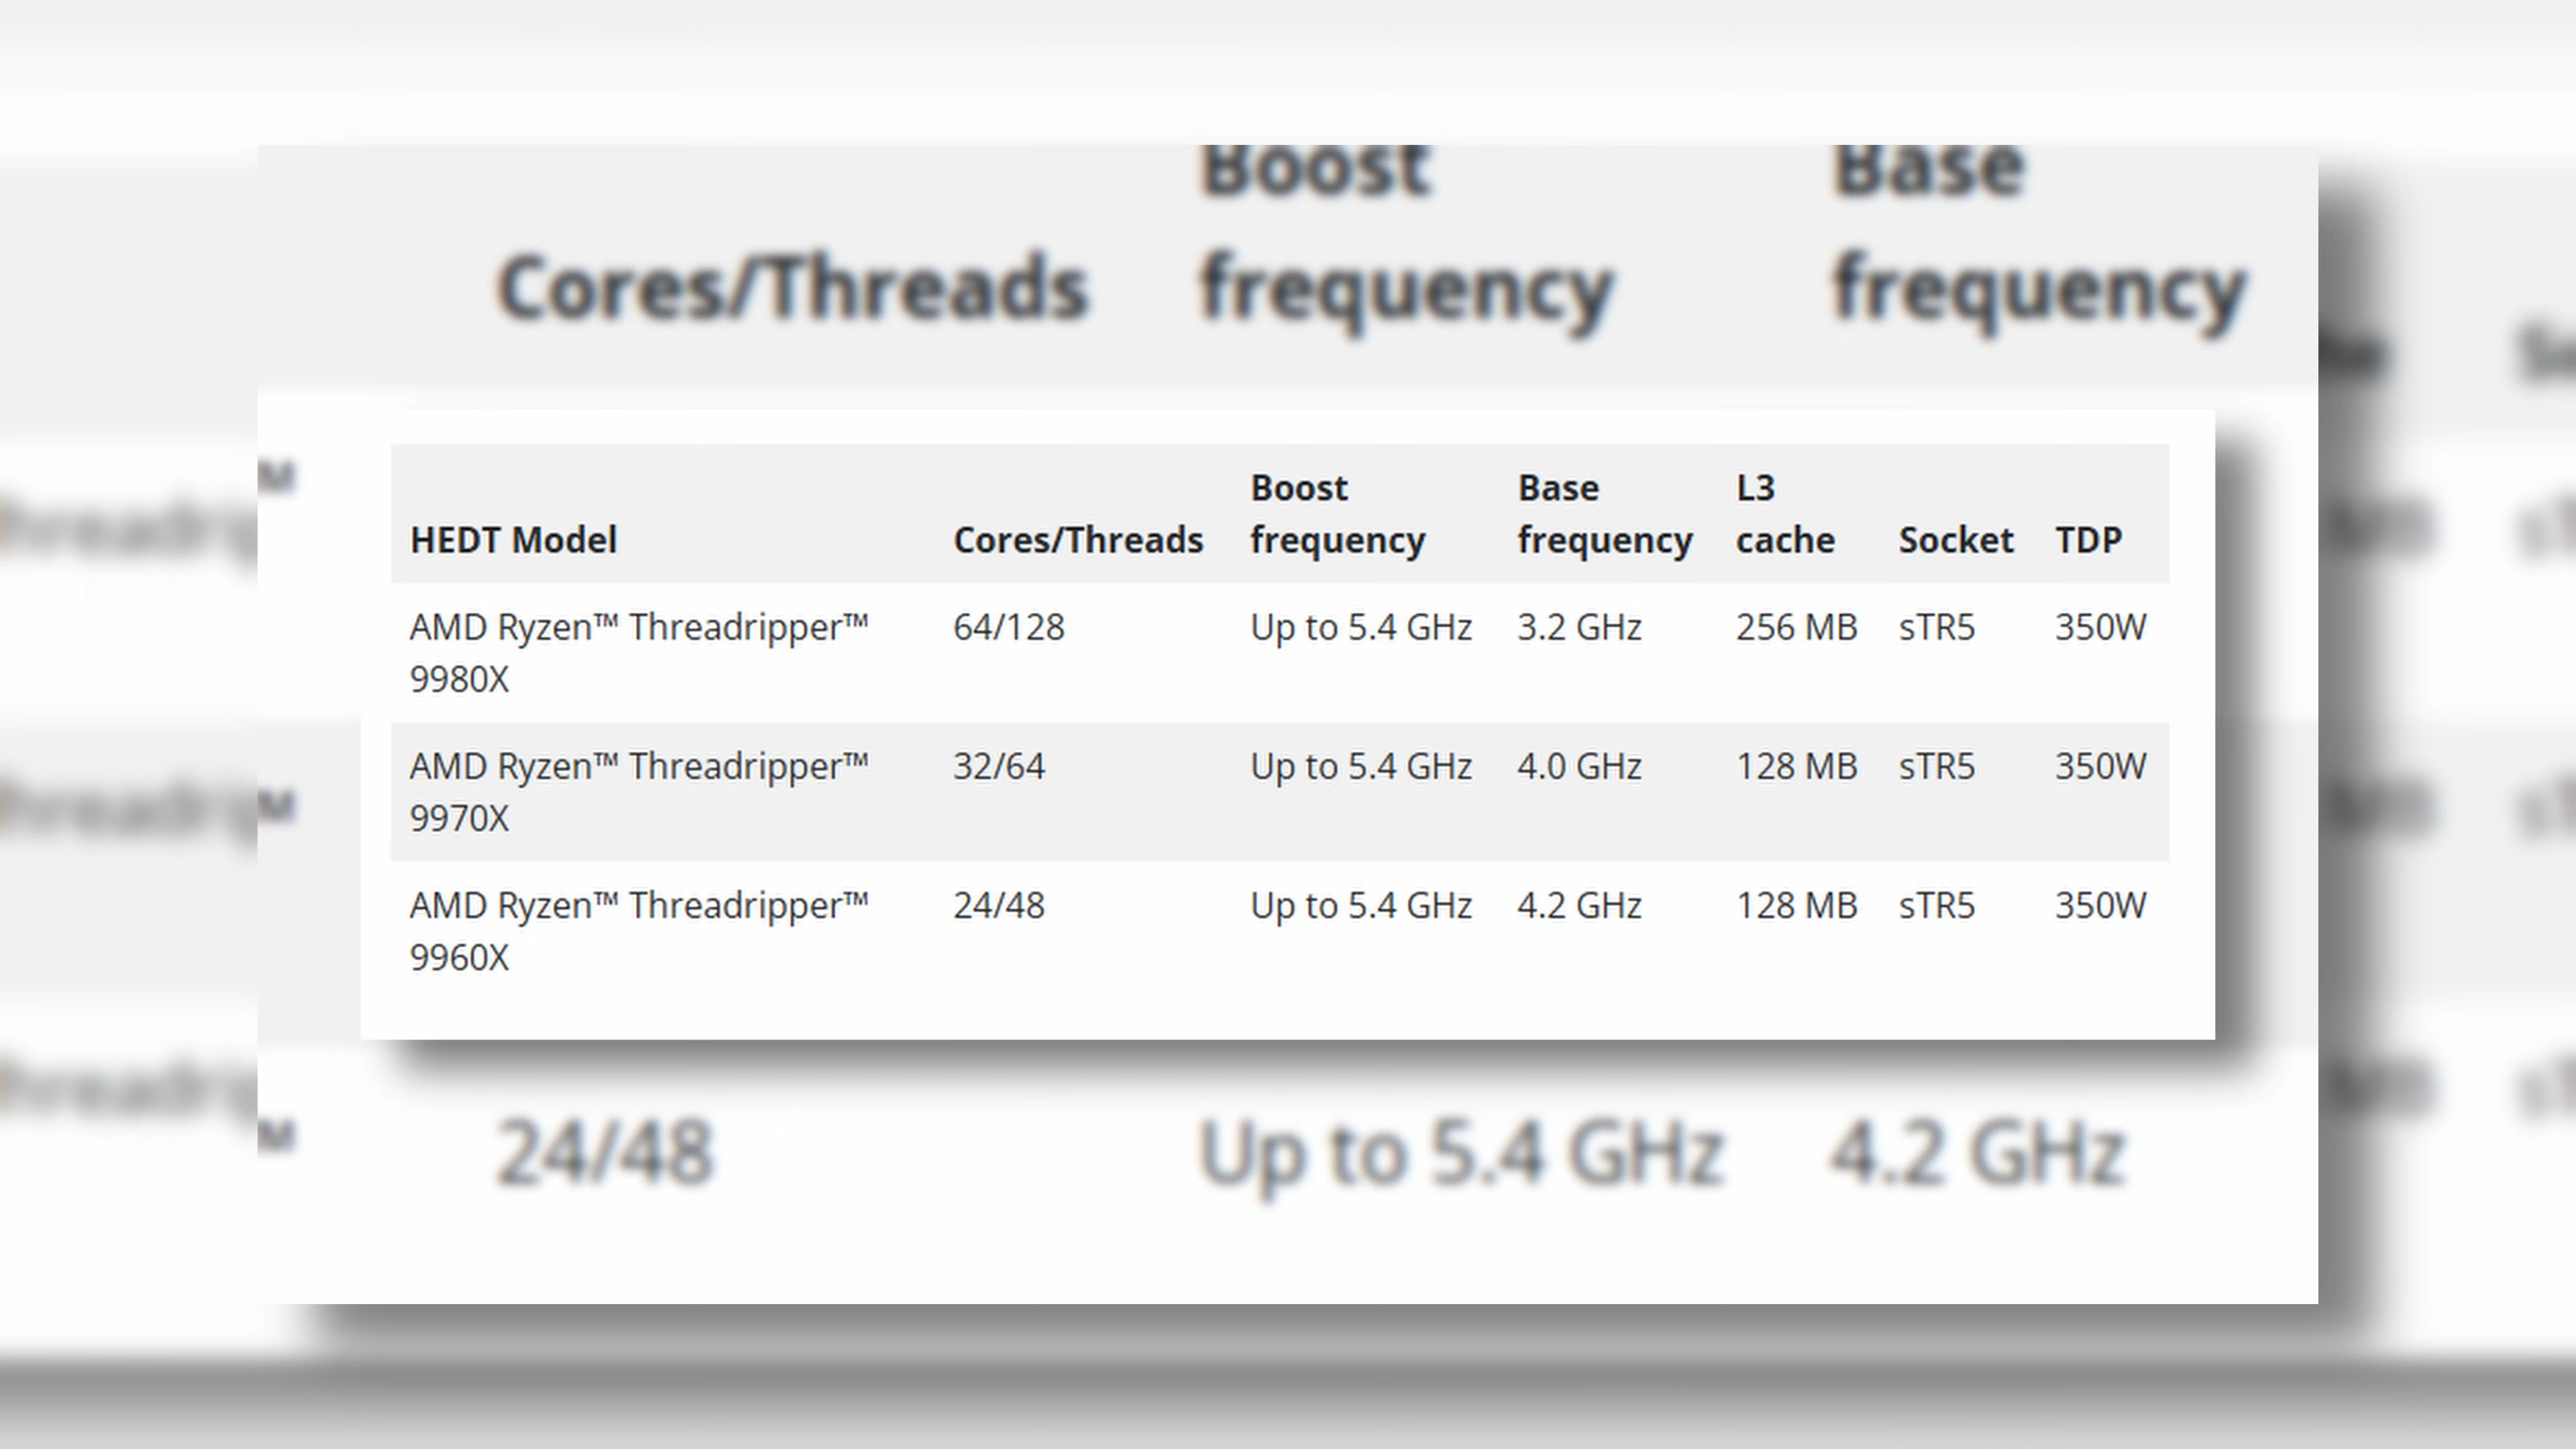 Boost
Base
Cores/Threads
frequency
frequency
HEDT Model
Cores/Threads
Boost
frequency
Base
frequency
L3
cache
Socket
TDP
AMD Ryzen™ Threadripper™
9980X
64/128
Up to 5.4 GHz
3.2 GHz
256 MB
sTR5
350W
AMD Ryzen™ Threadripper™
9970X
32/64
Up to 5.4 GHz
4.0 GHz
128 MB
sTR5
350W
AMD Ryzen™ Threadripper™
9960X
24/48
Up to 5.4 GHz
4.2 GHz
128 MB
sTR5
350W
24/48
Up to 5.4 GHz
4.2 GHz